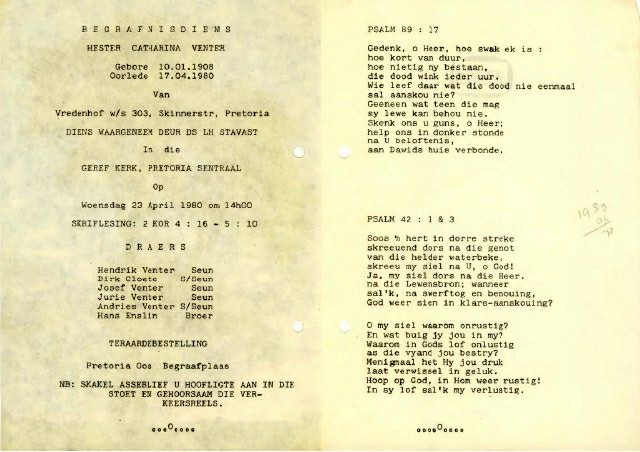 B E G R A F N I S D I E N S
HESTER CATHARINA VENTER
Gebore 10.01.1908
Oorlede 17.04.1980
Van
Vredenhof w/s 303, Skinnerstr, Pretoria
DIENS WAARGENEEM DEUR DS LH STAVAST
In die
GEREF KERK, PRETORIA SENTRAAL
Op
Woensdag 23 April 1980 om 14h00
SKRIFLESING: 2 KOR 4 : 16 - 5 : 10
D R A E R S
Hendrik Venter Seun
Dirk Cloete S/Seun
Josef Venter Seun
Jurie Venter Seun
Andries Venter S/Seun
Hans Enslin Broer
TERAARDEBESTELLING
Pretoria Oos Begraafplaas
NB: SKAKEL ASSEBLIEF U HOOFLIGTE AAN IN DIE
STOET EN GEHOORSAAM DIE VER-
KEERSREELS.
PSALM 89 : 17
Gedenk, o Heer, hoe swak ek is :
hoe kort van duur,
hoe nietig ny bestaan,
die dood wink ieder uur.
Wie leef daar wat die dood nie eenmaal
sal aanskou nie?
Geeneen wat teen die mag
sy lewe kan behou nie.
Skenk ons u guns, o Heer;
help ons in donker stonde
na U beloftenis,
aan Dawids huis verbonde.
PSALM 42 : 1 & 3
Soos 'n hert in dorre streke
skreeuend dors na die genot
van die helder waterbeke,
skreeu my siel na U, o God!
Ja, my siel dors na die Heer.
na die Lewensbron; wanneer
sal'k, na swerftog en benouing,
God weer sien in klare-aanskouing?
O my siel waarom onrustig?
En wat buig jy jou in my?
Waarom in Gods lof onlustig
as die vyand jou bestry?
Menigmaal het Hy jou druk
laat verwissel in geluk.
Hoop op God, in Hom weer rustig!
In sy lof sal'k my verlustig.